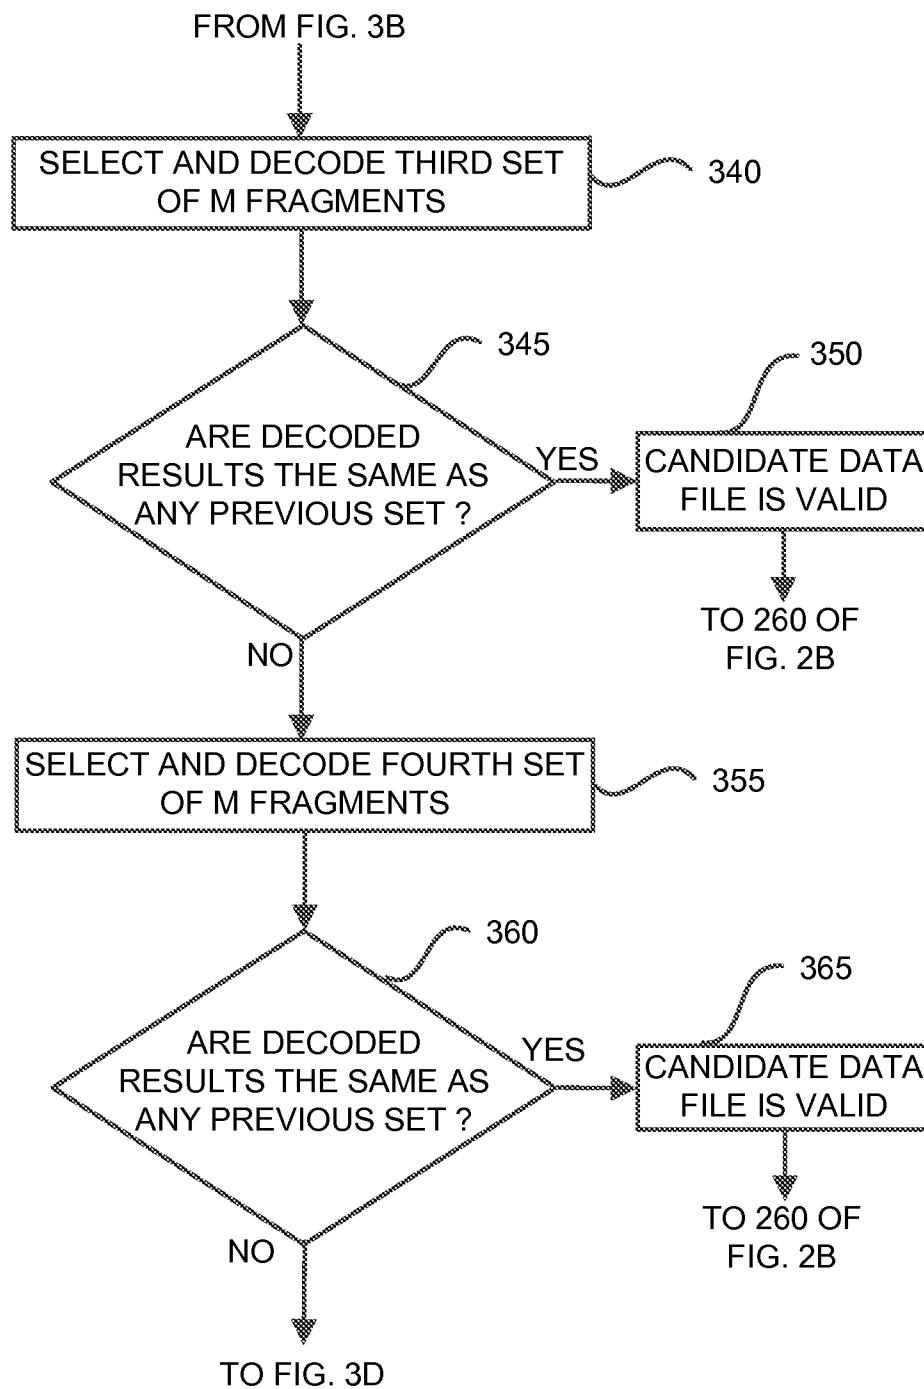 FROM FIG. 3B
SELECT AND DECODE THIRD SET
OF M FRAGMENTS
340
345
ARE DECODED
RESULTS THE SAME AS
ANY PREVIOUS SET ?
YES
350
CANDIDATE DATA
FILE IS VALID
TO 260 OF
FIG. 2B
NO
SELECT AND DECODE FOURTH SET
OF M FRAGMENTS
355
360
ARE DECODED
RESULTS THE SAME AS
ANY PREVIOUS SET ?
YES
365
CANDIDATE DATA
FILE IS VALID
TO 260 OF
FIG. 2B
NO
TO FIG. 3D